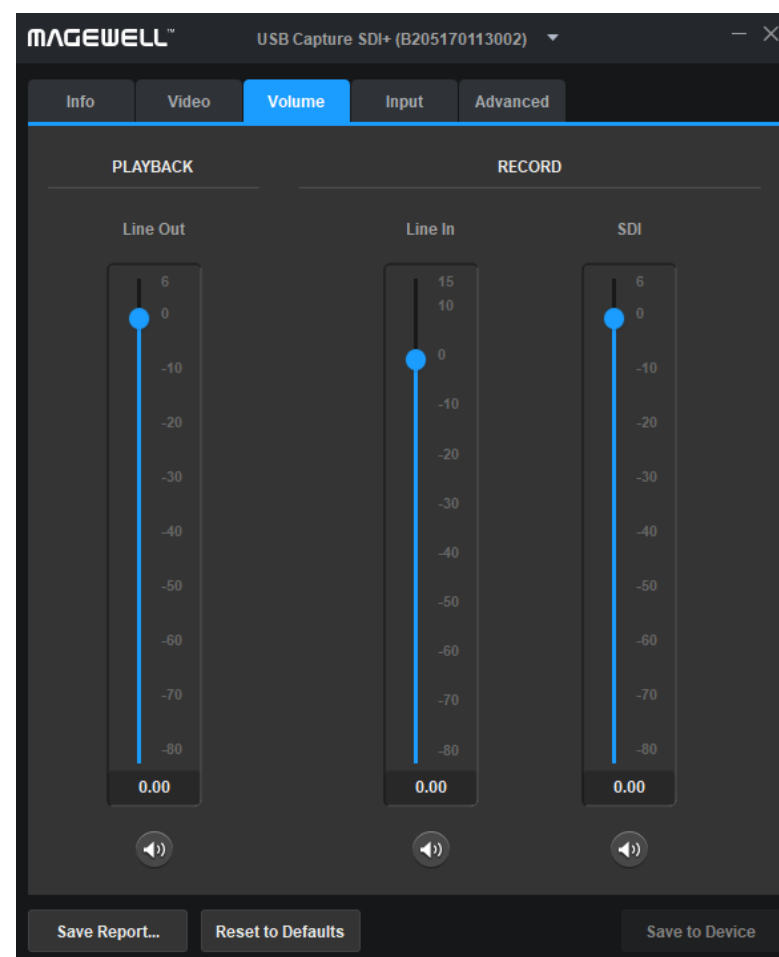 MAGEWELL™ USB Capture SDI+ (B205170113002)
Info Video Volume Input Advanced
PLAYBACK RECORD
Line Out Line In SDI
6 15 6
10
0 0 0
-10 -10 -10
-20 -20 -20
-30 -30 -30
-40 -40 -40
-50 -50 -50
-60 -60 -60
-70 -70 -70
-80 -80 -80
0.00 0.00 0.00
Save Report... Reset to Defaults Save to Device